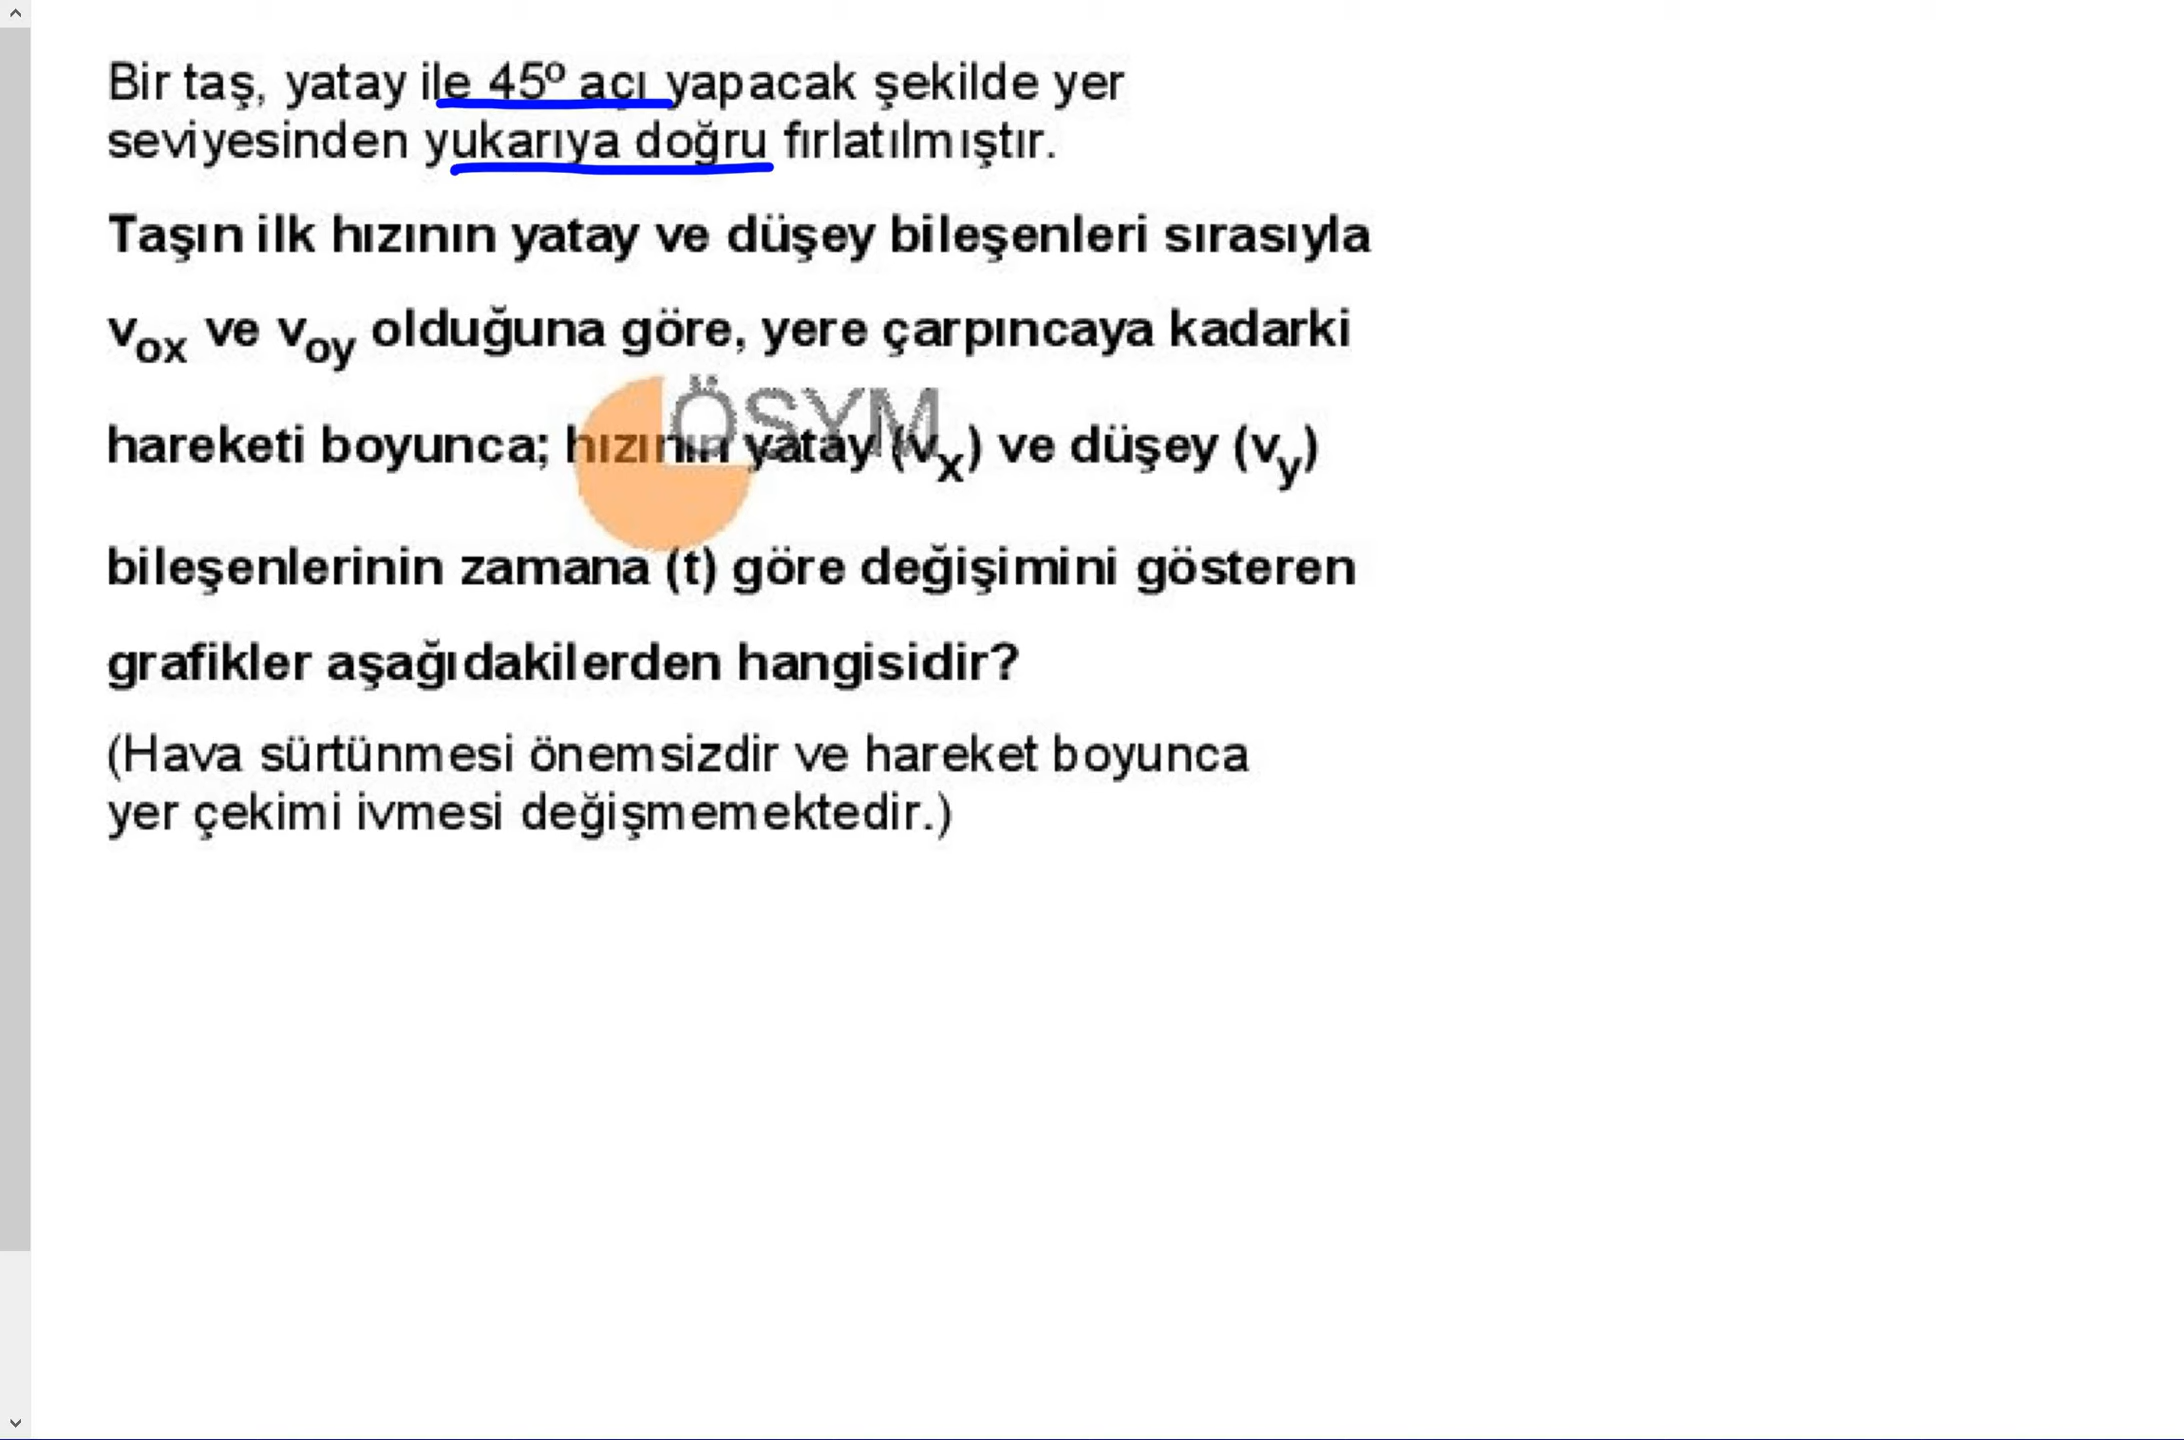 Bir taş, yatay ile 45º açı yapacak şekilde yer
seviyesinden yukarıya doğru fırlatılmıştır.
Taşın ilk hızının yatay ve düşey bileşenleri sırasıyla
vox ve voy olduğuna göre, yere çarpıncaya kadarki
ÖSYM
hareketi boyunca; hızının yatay (vx) ve düşey (vy)
bileşenlerinin zamana (t) göre değişimini gösteren
grafikler aşağıdakilerden hangisidir?
(Hava sürtünmesi önemsizdir ve hareket boyunca
yer çekimi ivmesi değişmemektedir.)